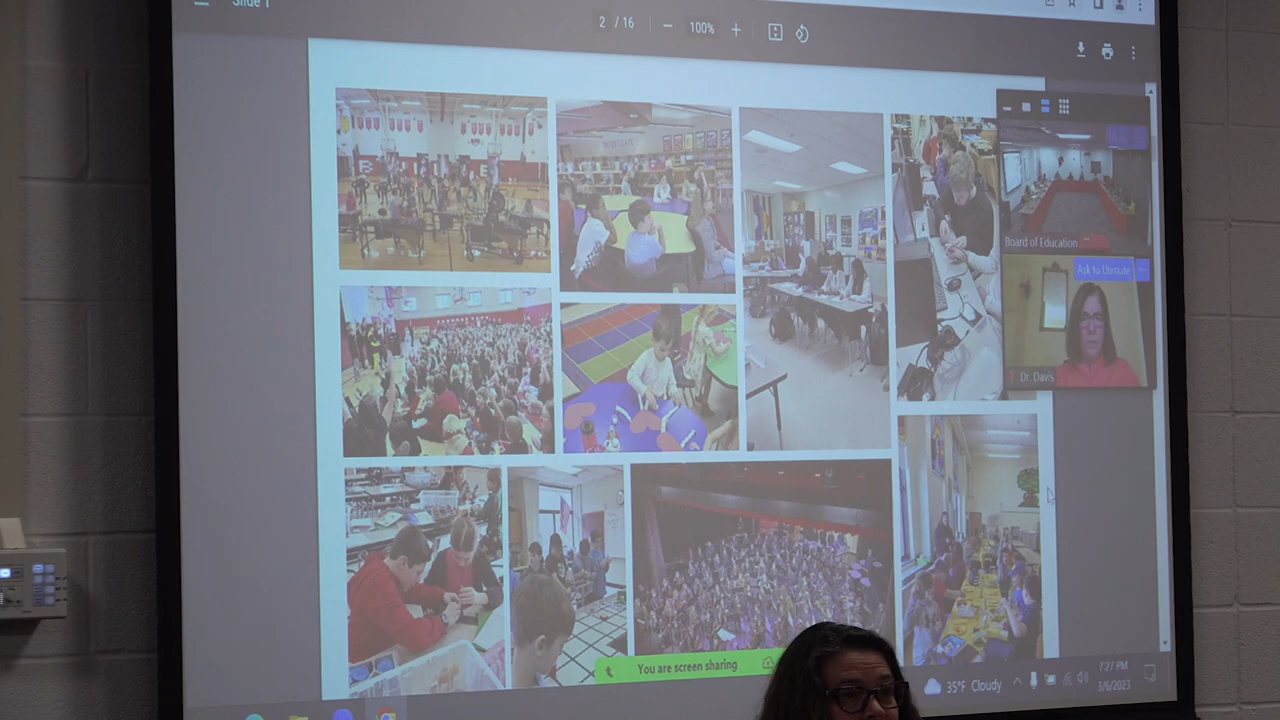 Slide 1
2 / 16
100%
Board of Education
Ask to Unmute
Dr. Davis
You are screen sharing
35°F Cloudy
7:27 PM
3/6/2023